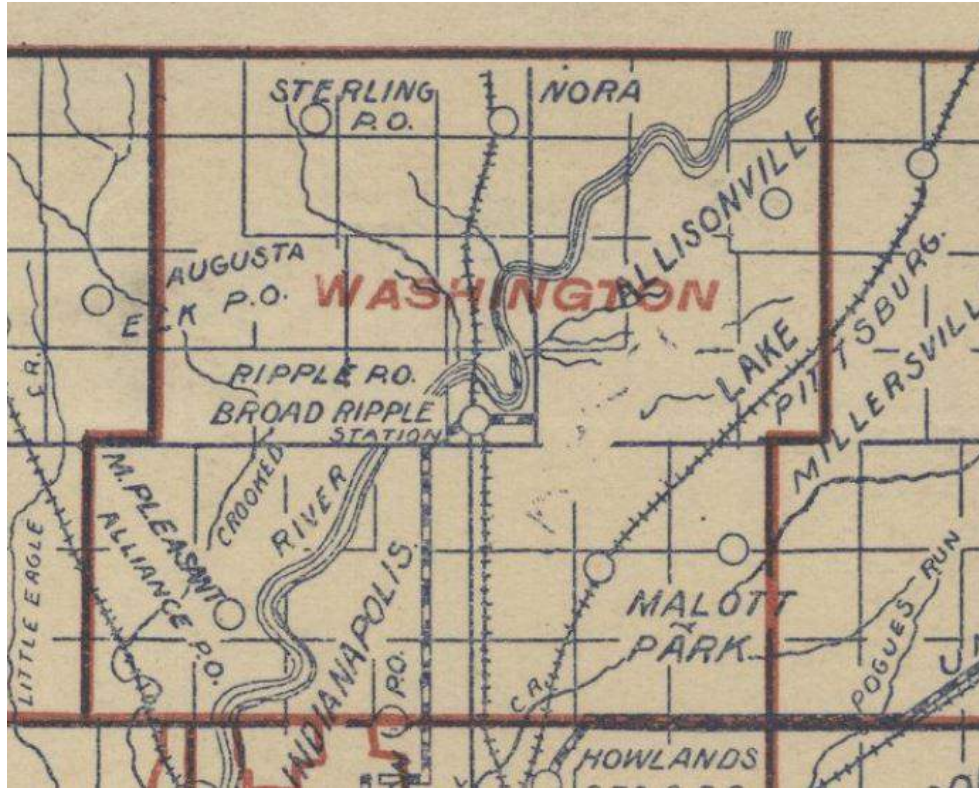 STERLING
P.O.
NORA
ALLISONVILLE
AUGUSTA
P.O.
WASHINGTON
E CK
C.R.
RIPPLE P.O.
BROAD RIPPLE
STATION
LAKE
PITTSBURG.
MILLERSVILL
M. PLEASANT
ALLIANCE P.O.
CROOKED
RIVER
LITTLE EAGLE
INDIANAPOLIS.
P.O.
MALOTT
PARK
POGUES RUN
C.R.
HOWLANDS